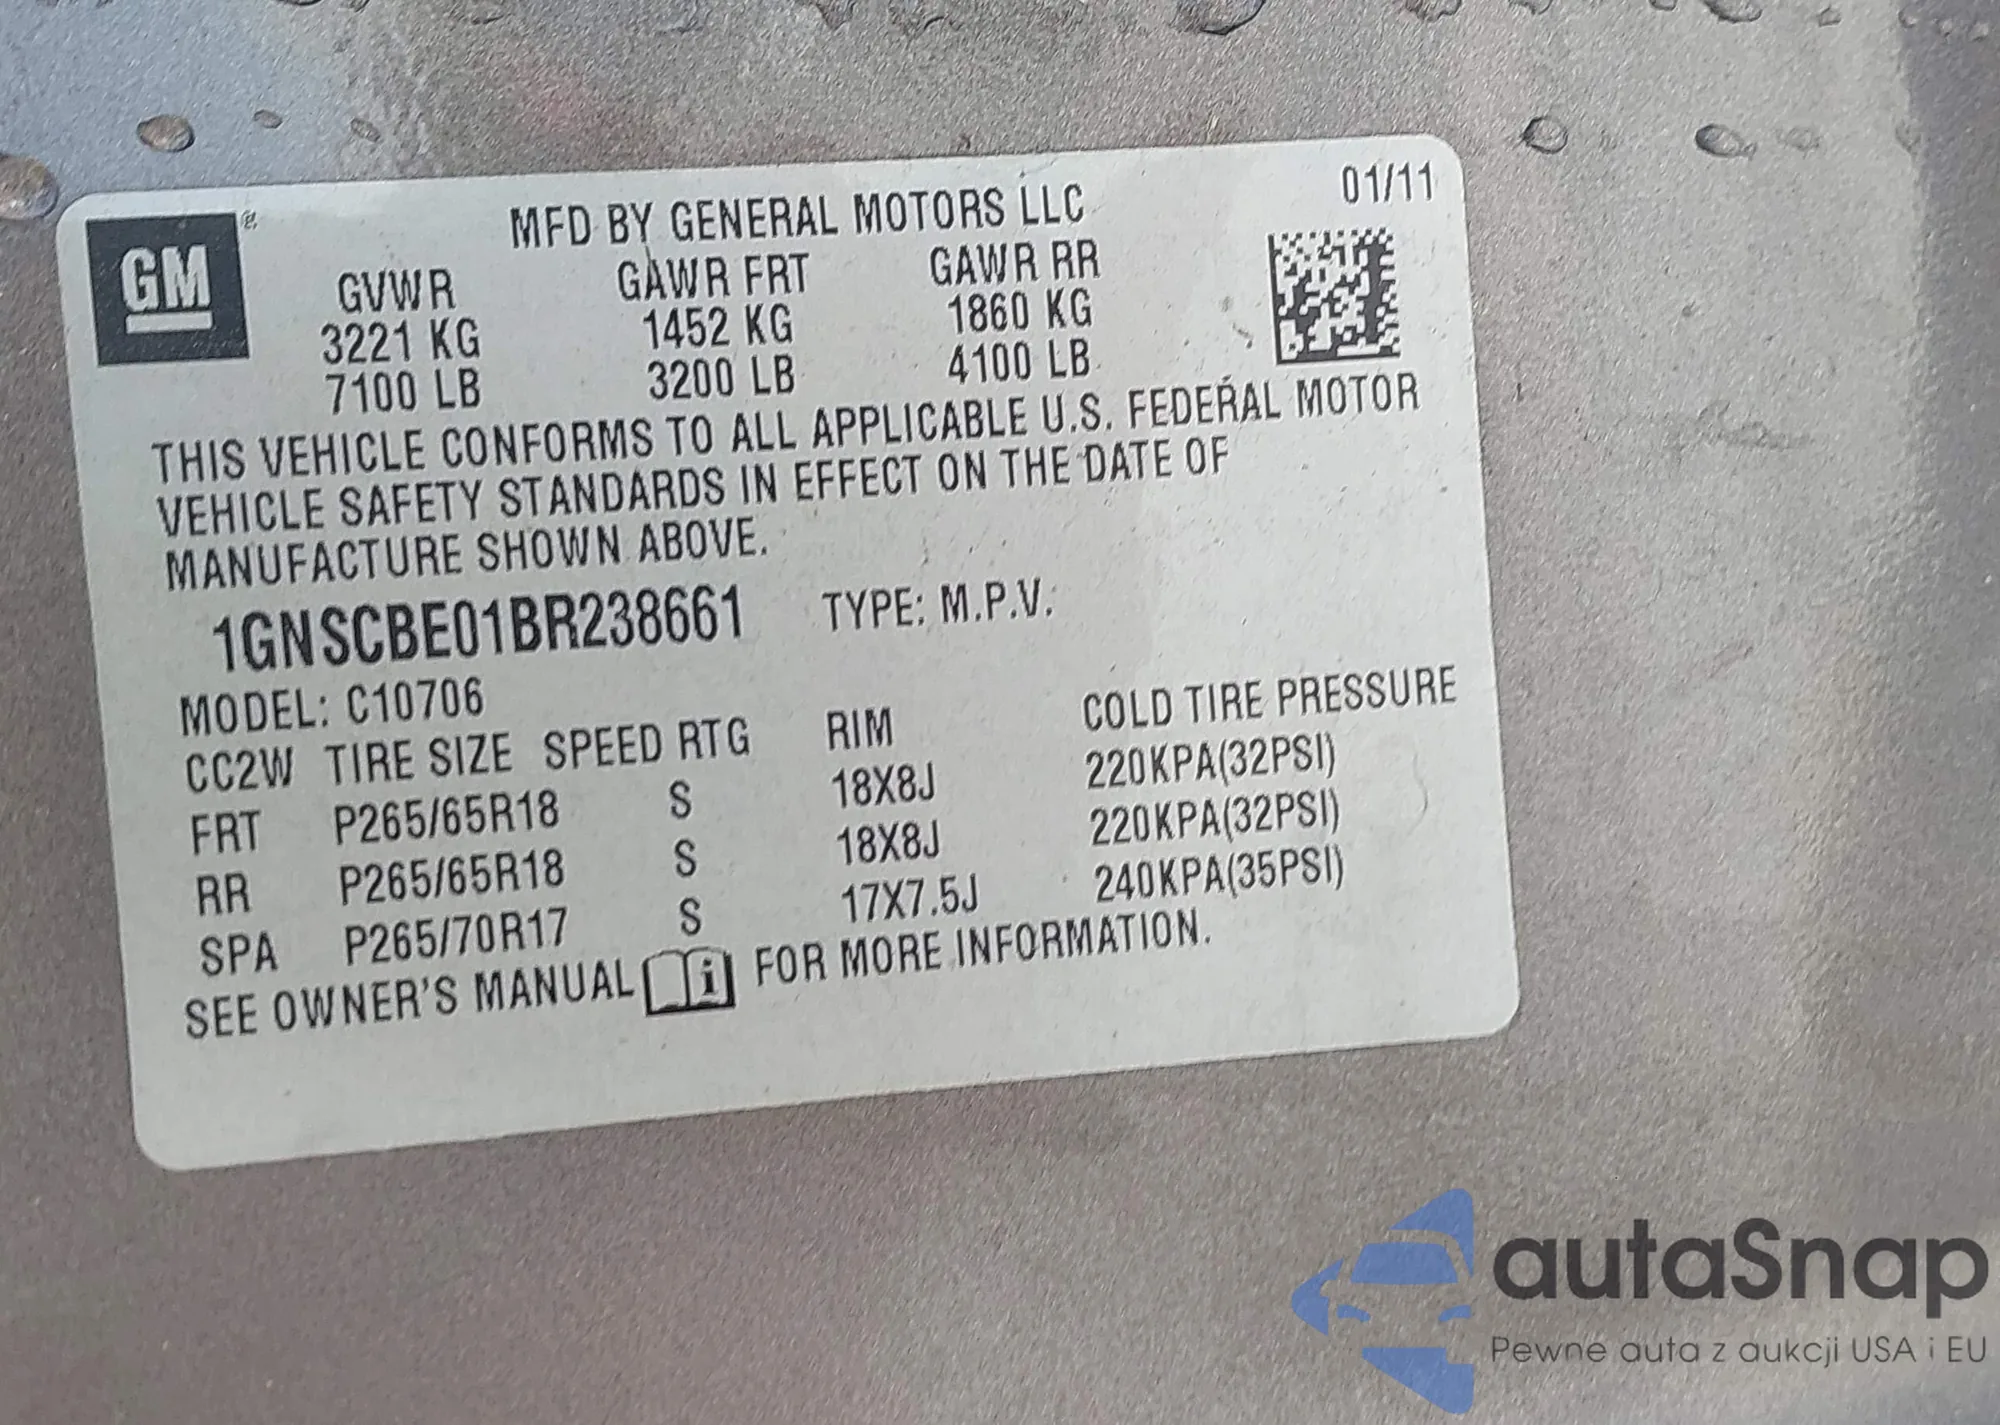 GM ®
MFD BY GENERAL MOTORS LLC
01/11
GVWR GAWR FRT GAWR RR
3221 KG 1452 KG 1860 KG
7100 LB 3200 LB 4100 LB
THIS VEHICLE CONFORMS TO ALL APPLICABLE U.S. FEDERAL MOTOR
VEHICLE SAFETY STANDARDS IN EFFECT ON THE DATE OF
MANUFACTURE SHOWN ABOVE.
1GNSCBE01BR238661 TYPE: M.P.V.
MODEL: C10706
CC2W TIRE SIZE SPEED RTG RIM COLD TIRE PRESSURE
FRT P265/65R18 S 18X8J 220KPA(32PSI)
RR P265/65R18 S 18X8J 220KPA(32PSI)
SPA P265/70R17 S 17X7.5J 240KPA(35PSI)
SEE OWNER'S MANUAL i FOR MORE INFORMATION.
autaSnap
Pewne auta z aukcji USA i EU